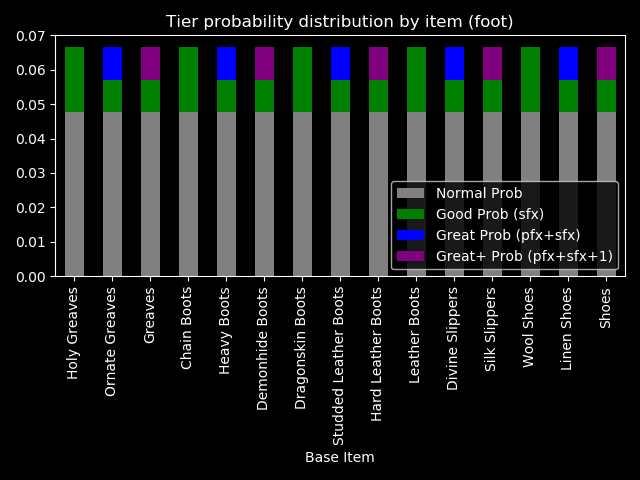 Tier probability distribution by item (foot)
0.07
0.06
0.05
0.04
0.03
0.02
0.01
0.00
Normal Prob
Good Prob (sfx)
Great Prob (pfx+sfx)
Great+ Prob (pfx+sfx+1)
Holy Greaves
Ornate Greaves
Greaves
Chain Boots
Heavy Boots
Demonhide Boots
Dragonskin Boots
Studded Leather Boots
Hard Leather Boots
Leather Boots
Divine Slippers
Silk Slippers
Wool Shoes
Linen Shoes
Shoes
Base Item